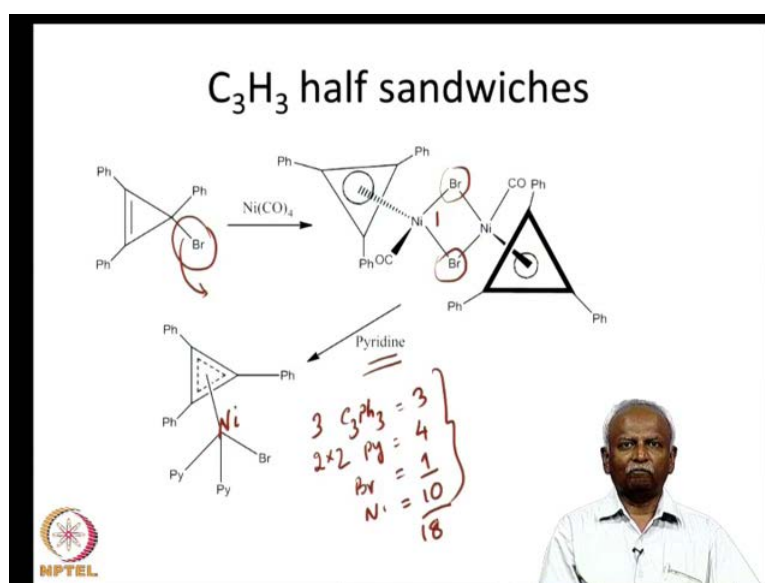 C₃H₃ half sandwiches
Ph
Ph
Br
Ph
Ni(CO)₄
Ph
Ph
Ph
OC
Ni
1
Br
Br
Ni
CO
Ph
Ph
Ph
Pyridine
Ph
Ph
Ph
Ni
Py
Py
Br
3 C₃Ph₃ = 3
2×2 Py = 4
Br = 1
Ni = 10
18
NPTEL